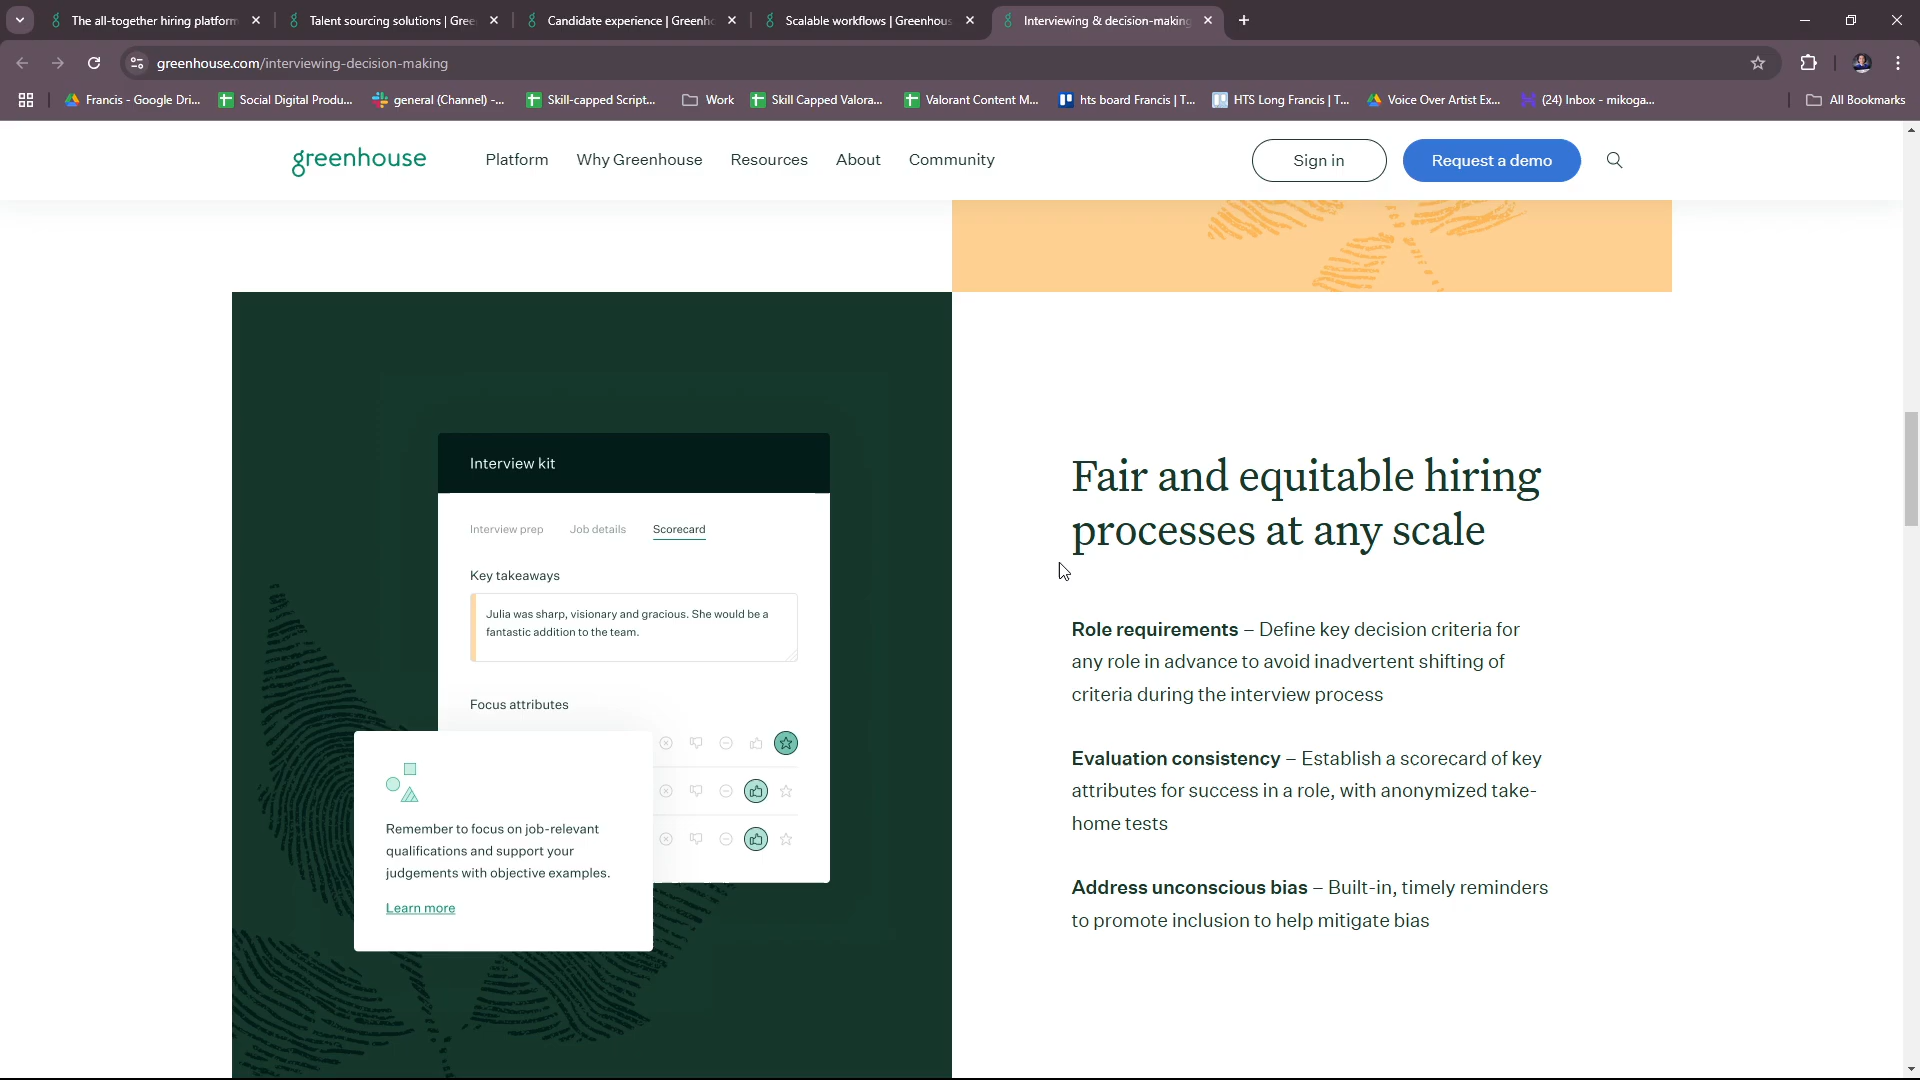 The all-together hiring platform
Talent sourcing solutions | Gree
Candidate experience | Greenho
Scalable workflows | Greenhous
Interviewing & decision-making
greenhouse.com/interviewing-decision-making
Francis - Google Dri...
Social Digital Produ...
general (Channel) -...
Skill-capped Script...
Work
Skill Capped Valora...
Valorant Content M...
hts board Francis | T...
HTS Long Francis | T...
Voice Over Artist Ex...
(24) Inbox - mikoga...
All Bookmarks
greenhouse
Platform
Why Greenhouse
Resources
About
Community
Sign in
Request a demo
Interview kit
Interview prep
Job details
Scorecard
Key takeaways
Julia was sharp, visionary and gracious. She would be a
fantastic addition to the team.
Focus attributes
Remember to focus on job-relevant
qualifications and support your
judgements with objective examples.
Learn more
Fair and equitable hiring
processes at any scale
Role requirements – Define key decision criteria for
any role in advance to avoid inadvertent shifting of
criteria during the interview process
Evaluation consistency – Establish a scorecard of key
attributes for success in a role, with anonymized take-
home tests
Address unconscious bias – Built-in, timely reminders
to promote inclusion to help mitigate bias